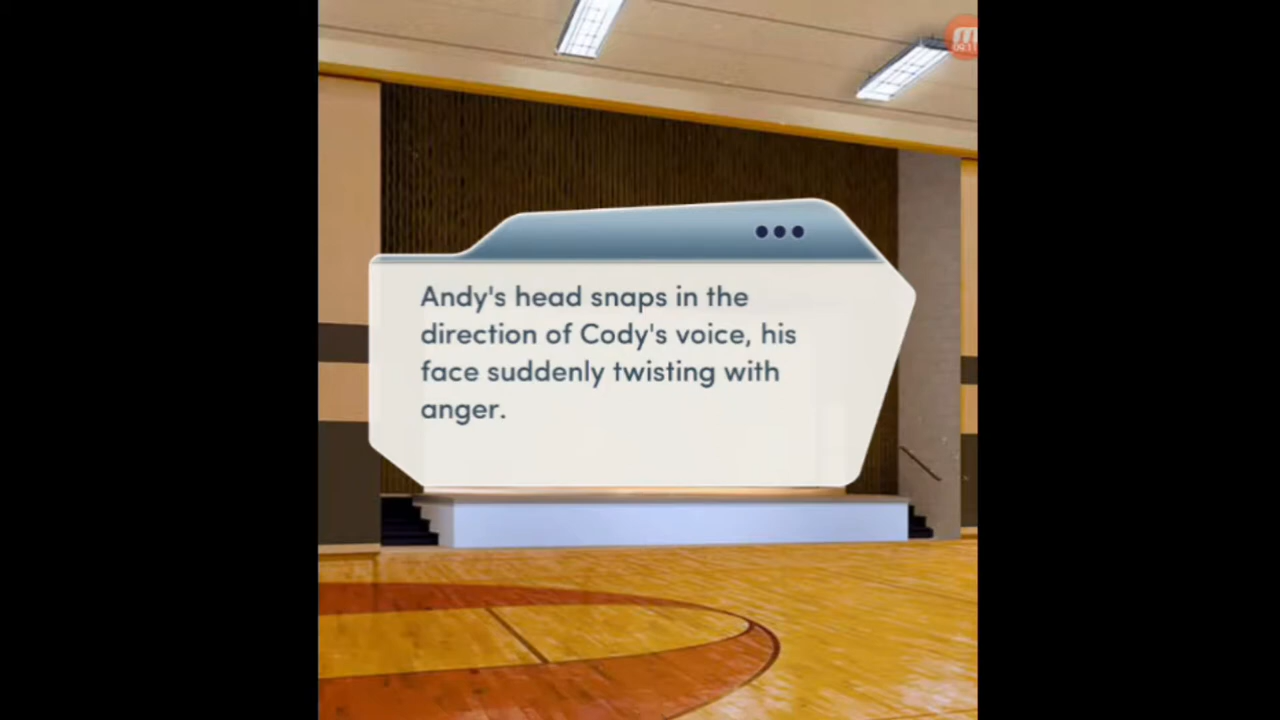 Andy's head snaps in the
direction of Cody's voice, his
face suddenly twisting with
anger.